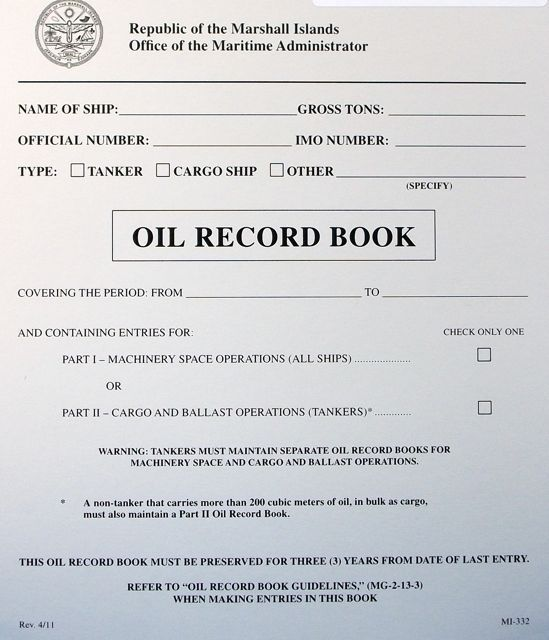 Republic of the Marshall Islands
Office of the Maritime Administrator
NAME OF SHIP: GROSS TONS:
OFFICIAL NUMBER: IMO NUMBER:
TYPE: TANKER CARGO SHIP OTHER
(SPECIFY)
OIL RECORD BOOK
COVERING THE PERIOD: FROM TO
AND CONTAINING ENTRIES FOR: CHECK ONLY ONE
PART I – MACHINERY SPACE OPERATIONS (ALL SHIPS) ....................
OR
PART II – CARGO AND BALLAST OPERATIONS (TANKERS)* .............
WARNING: TANKERS MUST MAINTAIN SEPARATE OIL RECORD BOOKS FOR
MACHINERY SPACE AND CARGO AND BALLAST OPERATIONS.
* A non-tanker that carries more than 200 cubic meters of oil, in bulk as cargo,
must also maintain a Part II Oil Record Book.
THIS OIL RECORD BOOK MUST BE PRESERVED FOR THREE (3) YEARS FROM DATE OF LAST ENTRY.
REFER TO “OIL RECORD BOOK GUIDELINES,” (MG-2-13-3)
WHEN MAKING ENTRIES IN THIS BOOK
Rev. 4/11 MI-332